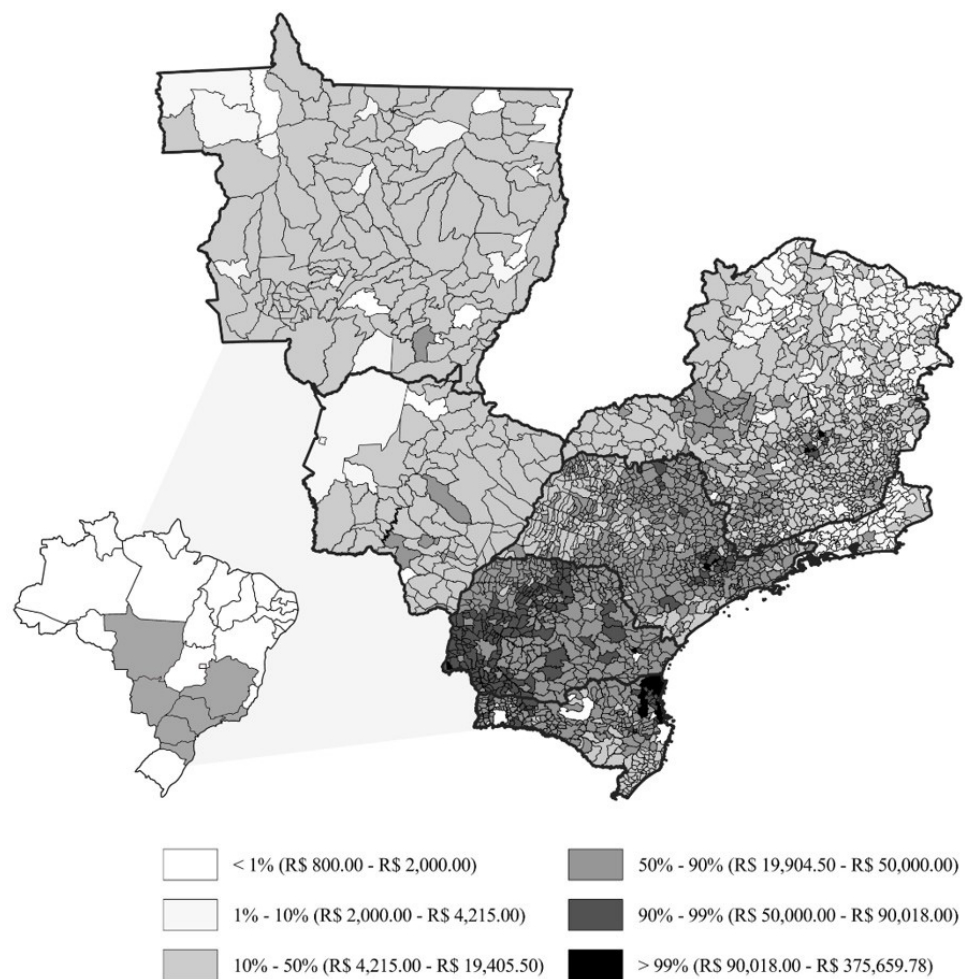 < 1% (R$ 800.00 - R$ 2,000.00)
1% - 10% (R$ 2,000.00 - R$ 4,215.00)
10% - 50% (R$ 4,215.00 - R$ 19,405.50)
50% - 90% (R$ 19,904.50 - R$ 50,000.00)
90% - 99% (R$ 50,000.00 - R$ 90,018.00)
> 99% (R$ 90,018.00 - R$ 375,659.78)